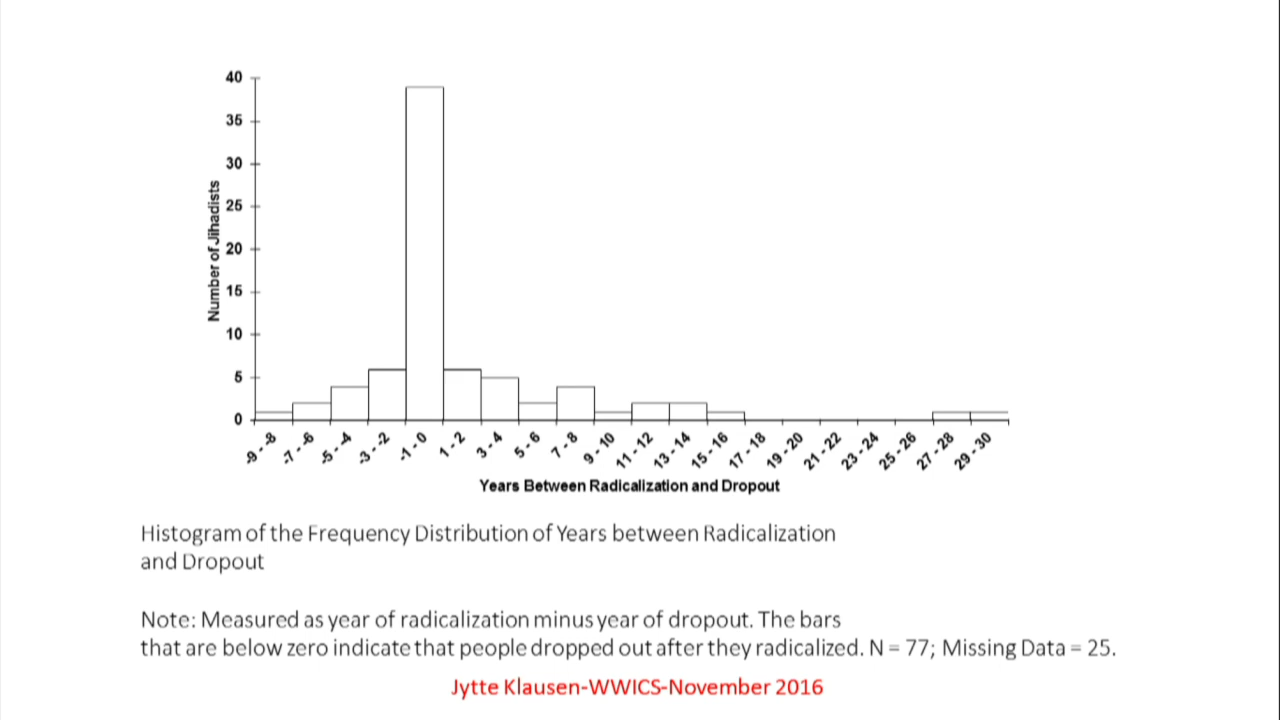 40
35
30
25
20
15
10
5
0
Number of Jihadists
-9 - -8
-7 - -6
-5 - -4
-3 - -2
-1 - 0
1 - 2
3 - 4
5 - 6
7 - 8
9 - 10
11 - 12
13 - 14
15 - 16
17 - 18
19 - 20
21 - 22
23 - 24
25 - 26
27 - 28
29 - 30
Years Between Radicalization and Dropout
Histogram of the Frequency Distribution of Years between Radicalization
and Dropout
Note: Measured as year of radicalization minus year of dropout. The bars
that are below zero indicate that people dropped out after they radicalized. N = 77; Missing Data = 25.
Jytte Klausen-WWICS-November 2016